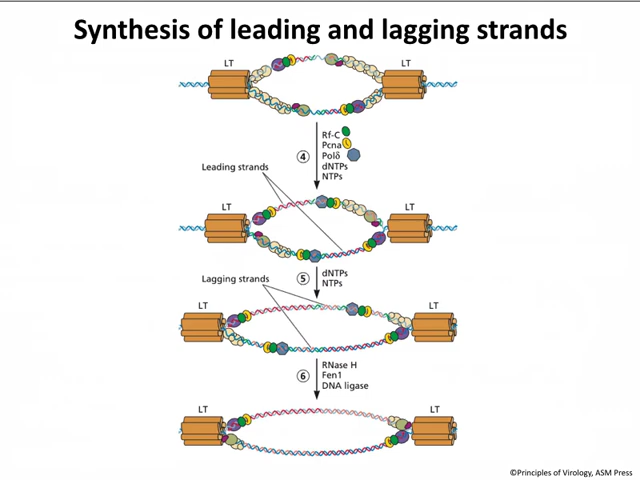 Synthesis of leading and lagging strands
LT
LT
4
Rf-C
Pcna
Polδ
dNTPs
NTPs
Leading strands
LT
LT
Lagging strands
5
dNTPs
NTPs
LT
LT
6
RNase H
Fen1
DNA ligase
LT
LT
©Principles of Virology, ASM Press